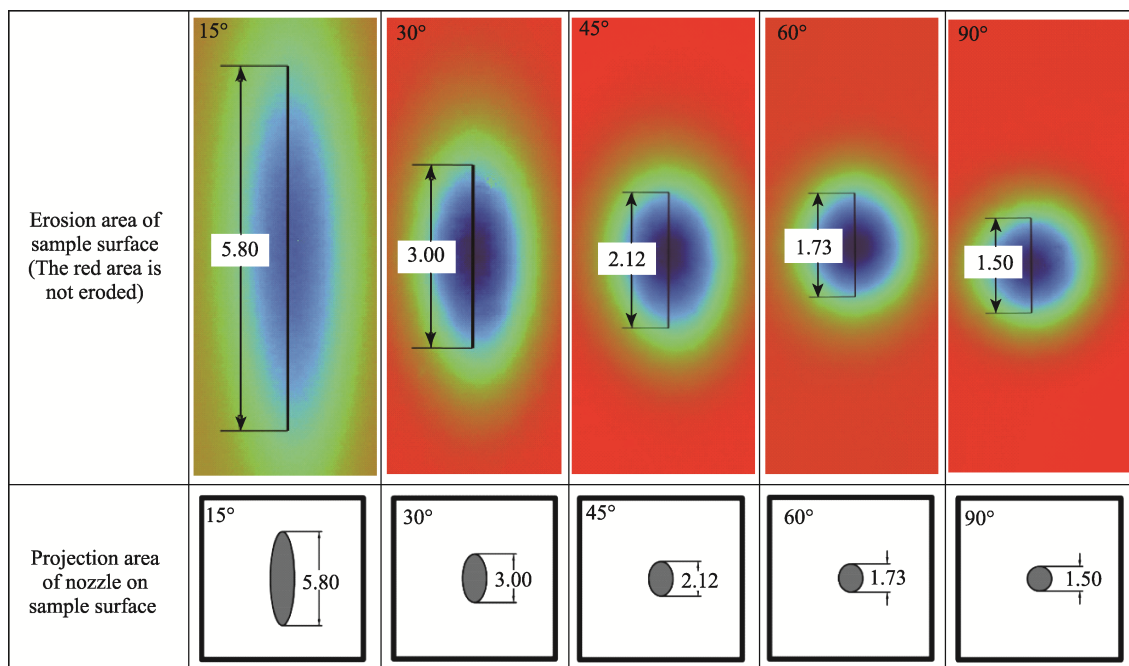 15°
30°
45°
60°
90°
Erosion area of
sample surface
(The red area is
not eroded)
5.80
3.00
2.12
1.73
1.50
15°
30°
45°
60°
90°
Projection area
of nozzle on
sample surface
5.80
3.00
2.12
1.73
1.50